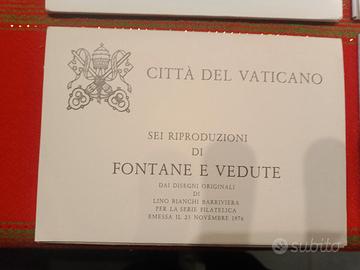 CITTÀ DEL VATICANO
SEI RIPRODUZIONI
DI
FONTANE E VEDUTE
DAI DISEGNI ORIGINALI
DI
LINO BIANCHI BARRIVIERA
PER LA SERIE FILATELICA
EMESSA IL 23 NOVEMBRE 1976
subito